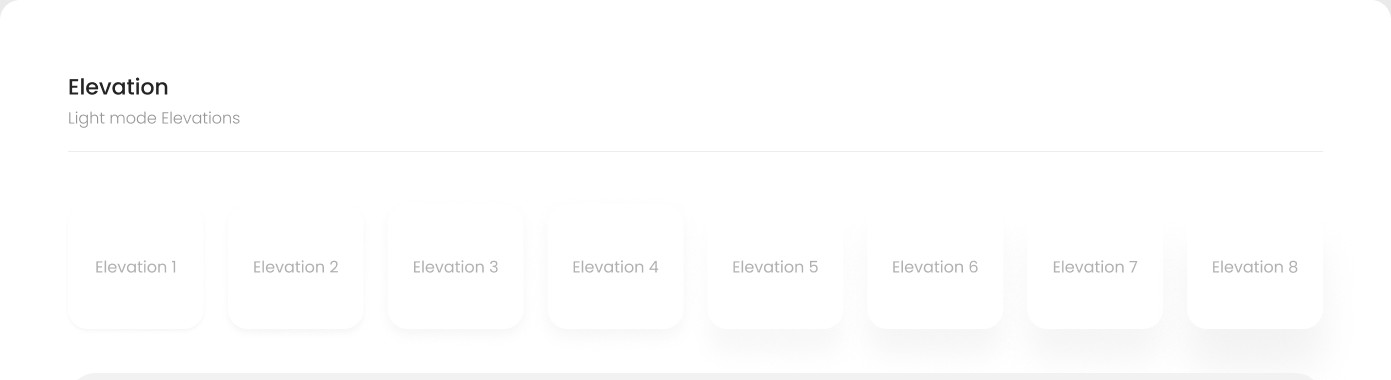 Elevation
Light mode Elevations
Elevation 1
Elevation 2
Elevation 3
Elevation 4
Elevation 5
Elevation 6
Elevation 7
Elevation 8